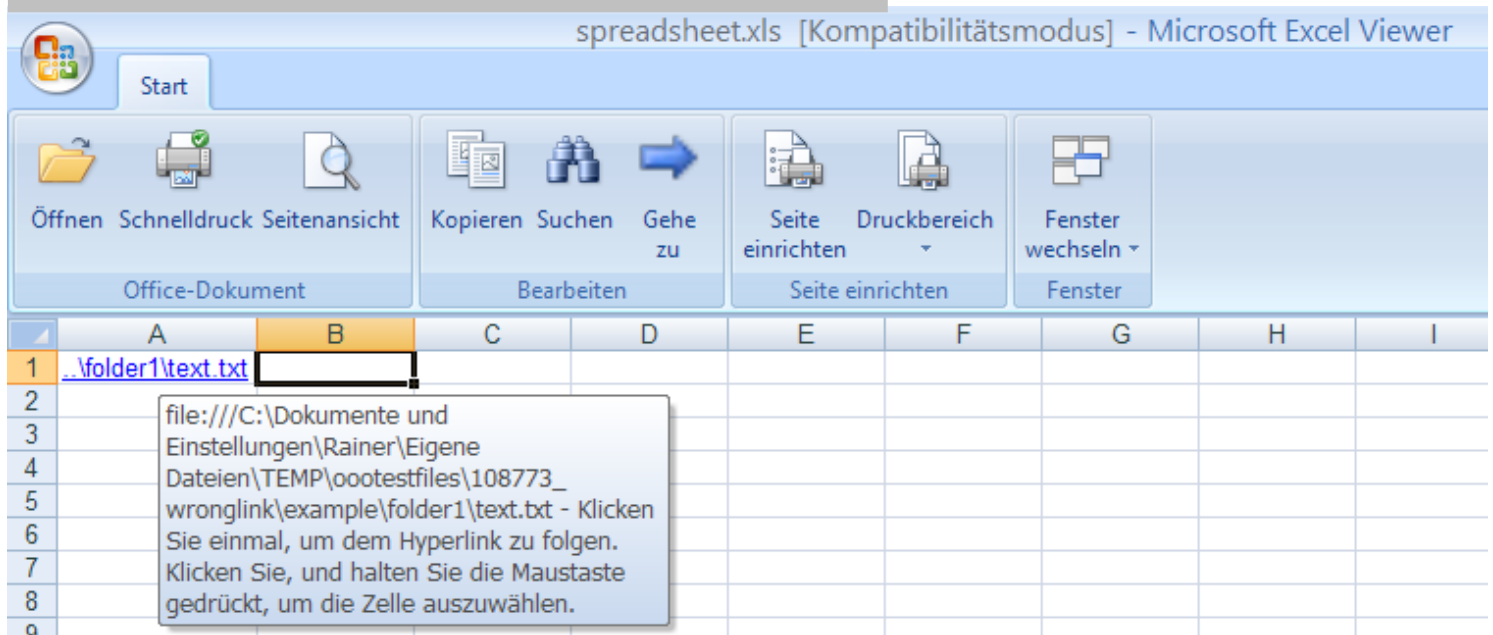 spreadsheet.xls [Kompatibilitätsmodus] - Microsoft Excel Viewer
Start
Öffnen Schnelldruck Seitenansicht Kopieren Suchen Gehe zu Seite einrichten Druckbereich Fenster wechseln
Office-Dokument Bearbeiten Seite einrichten Fenster
A B C D E F G H I
1 ..\folder1\text.txt
2
3
4
5
6
7
8
9
file:///C:\Dokumente und
Einstellungen\Rainer\Eigene
Dateien\TEMP\oootestfiles\108773_
wronglink\example\folder1\text.txt - Klicken
Sie einmal, um dem Hyperlink zu folgen.
Klicken Sie, und halten Sie die Maustaste
gedrückt, um die Zelle auszuwählen.